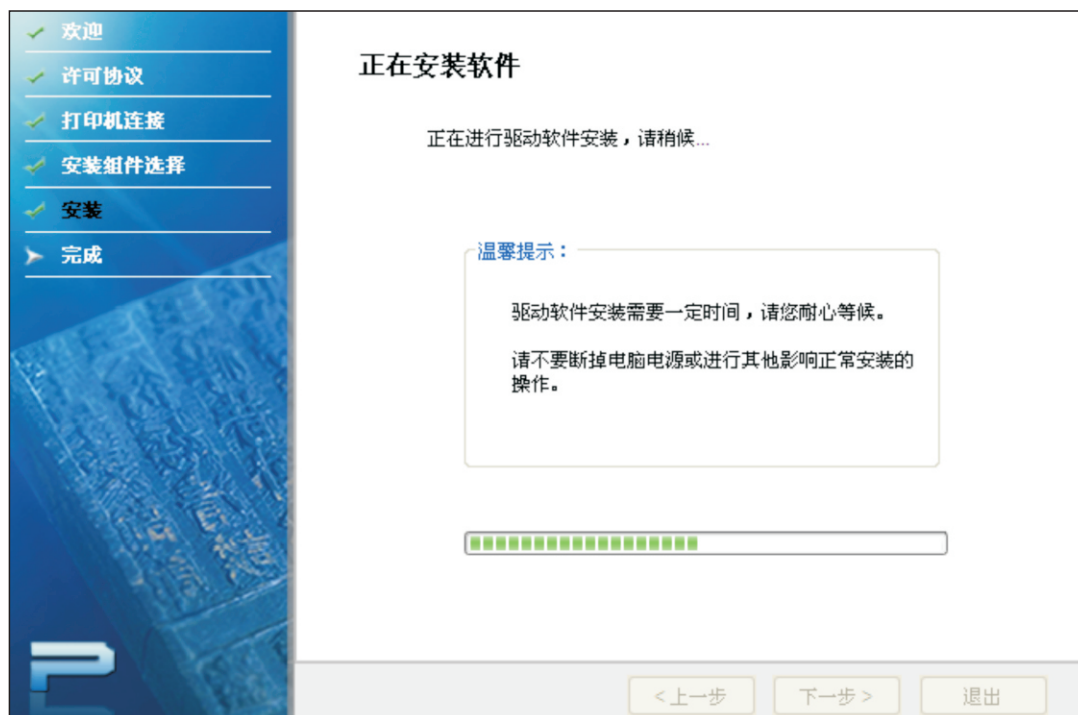 欢迎
许可协议
打印机连接
安装组件选择
安装
完成
正在安装软件
正在进行驱动软件安装，请稍候...
温馨提示：
驱动软件安装需要一定时间，请您耐心等候。
请不要断掉电脑电源或进行其他影响正常安装的
操作。
P
<上一步
下一步>
退出